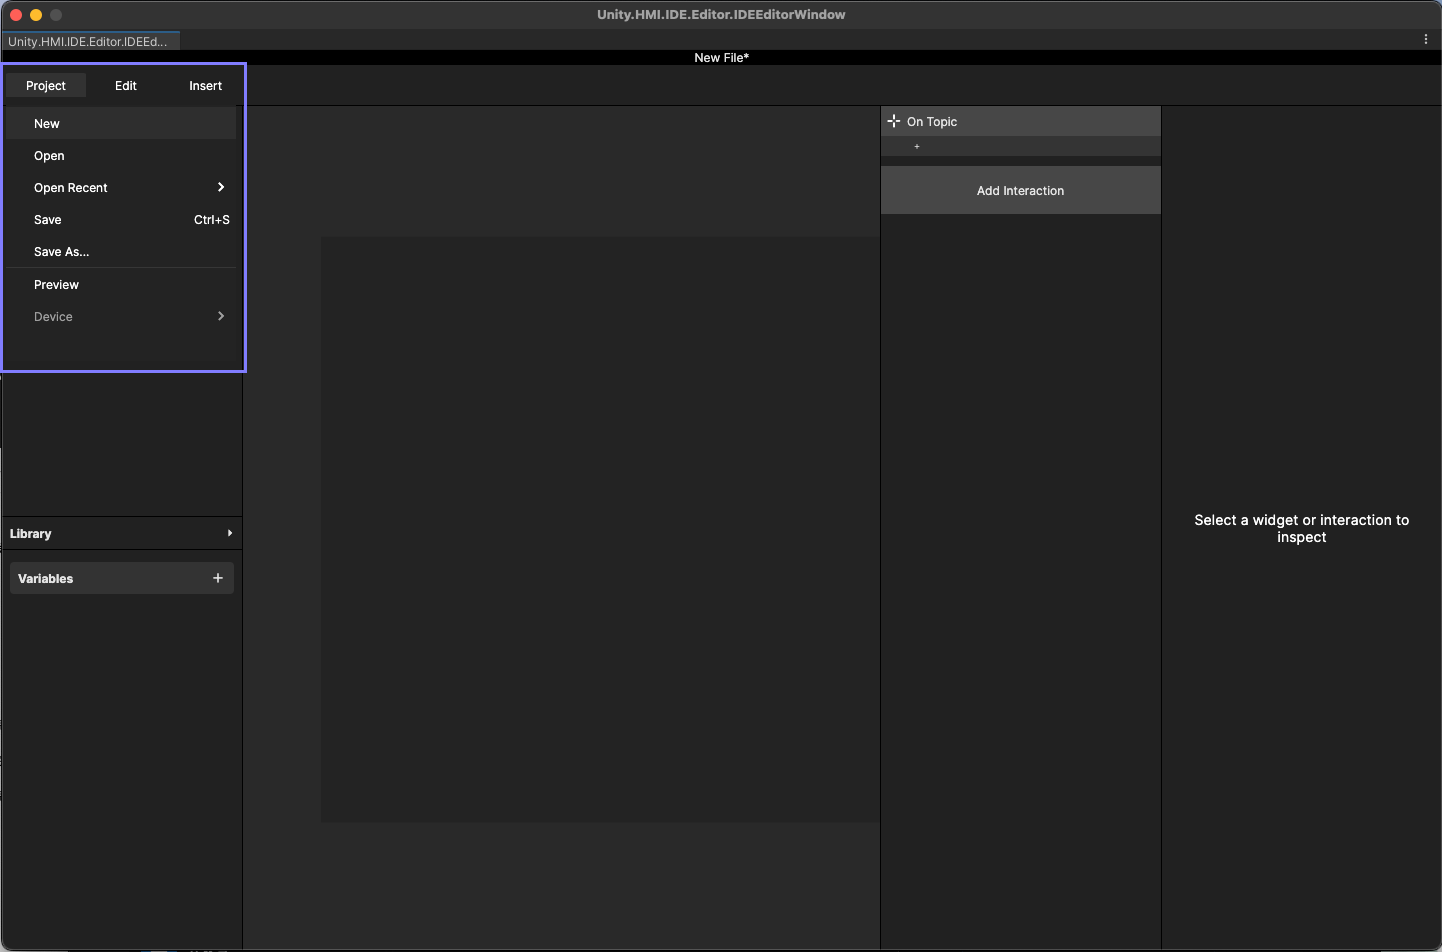 Unity.HMI.IDE.Editor.IDEEditorWindow
Unity.HMI.IDE.Editor.IDEEd...
New File*
Project Edit Insert
New
Open
Open Recent
Save Ctrl+S
Save As...
Preview
Device
Library
Variables +
On Topic
+
Add Interaction
Select a widget or interaction to
inspect